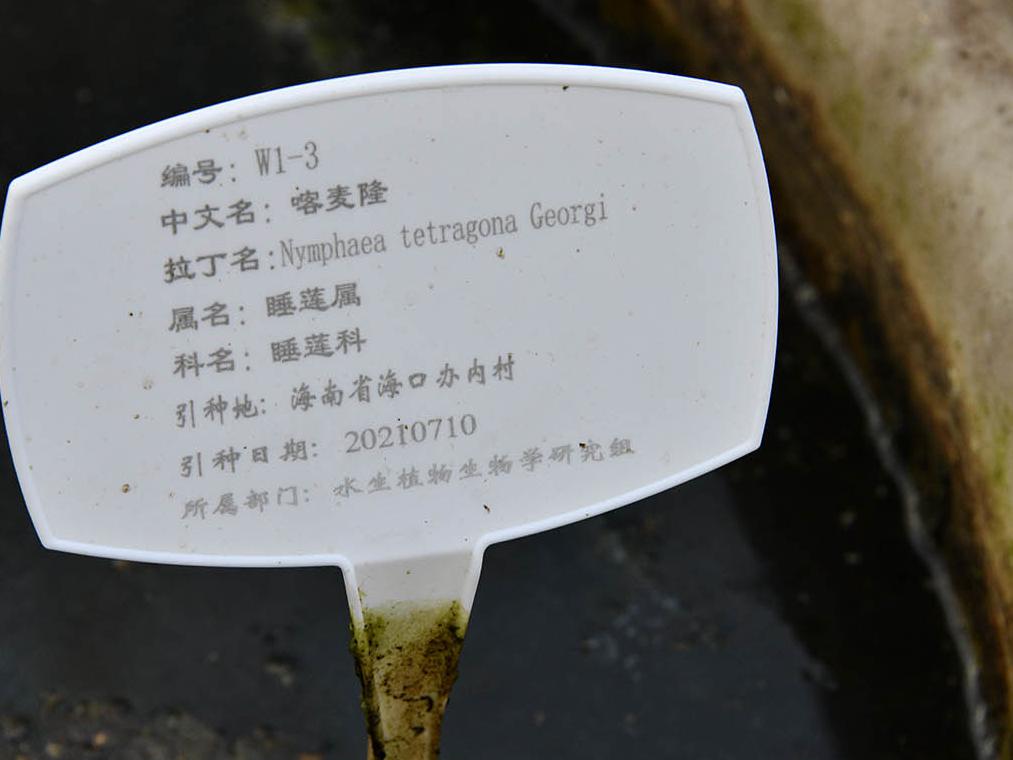 编号: W1-3
中文名: 喀麦隆
拉丁名:Nymphaea tetragona Georgi
属名: 睡莲属
科名: 睡莲科
引种地: 海南省海口办内村
引种日期: 20210710
所属部门: 水生植物生物学研究组